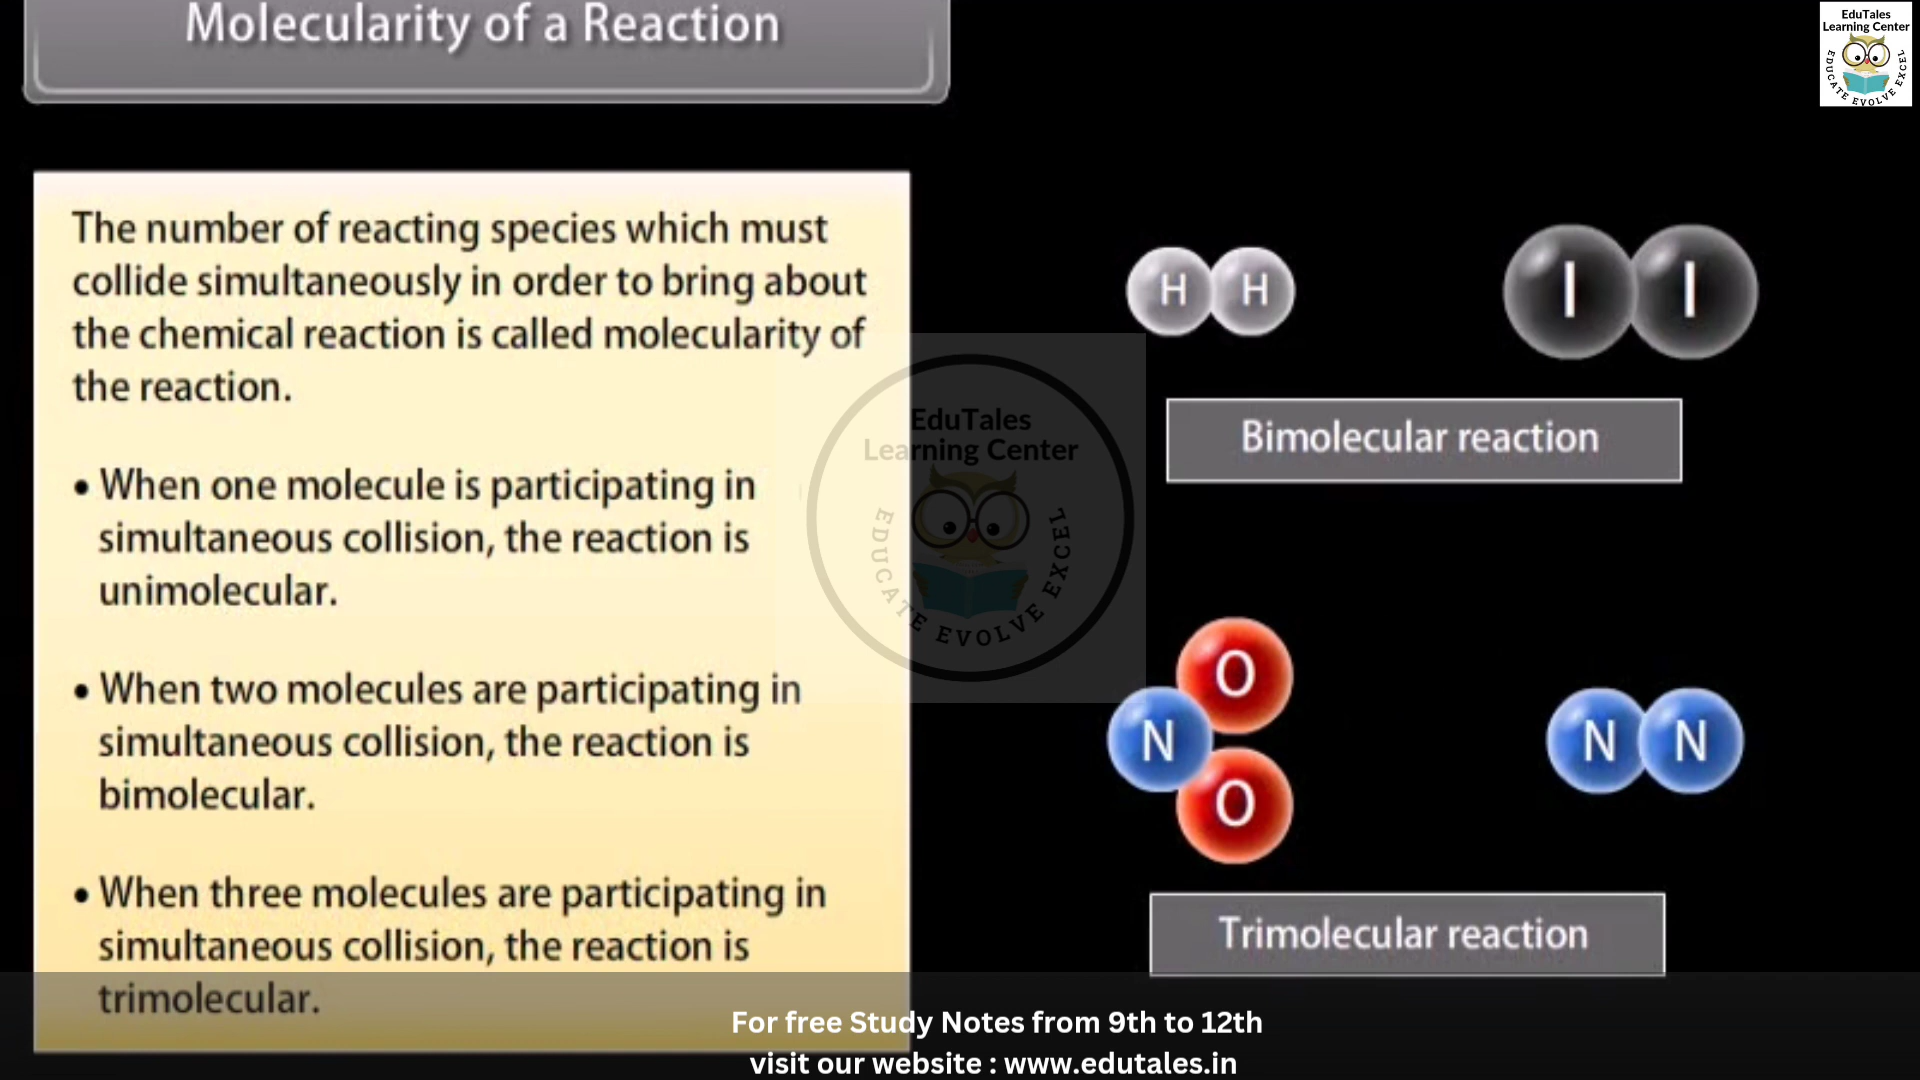 Molecularity of a Reaction
EduTales
Learning Center
EDUCATE EVOLVE EXCEL
The number of reacting species which must
collide simultaneously in order to bring about
the chemical reaction is called molecularity of
the reaction.
• When one molecule is participating in
simultaneous collision, the reaction is
unimolecular.
• When two molecules are participating in
simultaneous collision, the reaction is
bimolecular.
• When three molecules are participating in
simultaneous collision, the reaction is
trimolecular.
EduTales
Learning Center
EDUCATE EVOLVE EXCEL
H H I I
Bimolecular reaction
O
N N N
O
Trimolecular reaction
For free Study Notes from 9th to 12th
visit our website : www.edutales.in